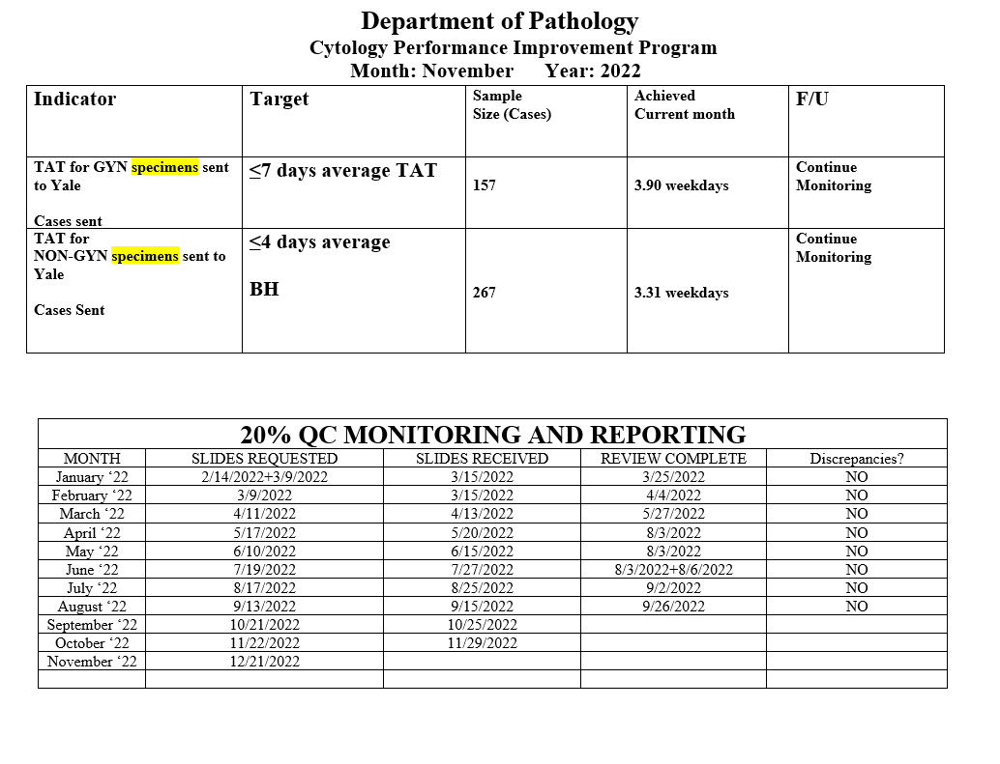 Department of Pathology
Cytology Performance Improvement Program
Month: November Year: 2022
Indicator Target Sample Size (Cases) Achieved Current month F/U
TAT for GYN specimens sent to Yale
Cases sent
≤7 days average TAT
157
3.90 weekdays
Continue Monitoring
TAT for
NON-GYN specimens sent to Yale
Cases Sent
≤4 days average
BH
267
3.31 weekdays
Continue Monitoring
20% QC MONITORING AND REPORTING
MONTH SLIDES REQUESTED SLIDES RECEIVED REVIEW COMPLETE Discrepancies?
January ‘22 2/14/2022+3/9/2022 3/15/2022 3/25/2022 NO
February ‘22 3/9/2022 3/15/2022 4/4/2022 NO
March ‘22 4/11/2022 4/13/2022 5/27/2022 NO
April ‘22 5/17/2022 5/20/2022 8/3/2022 NO
May ‘22 6/10/2022 6/15/2022 8/3/2022 NO
June ‘22 7/19/2022 7/27/2022 8/3/2022+8/6/2022 NO
July ‘22 8/17/2022 8/25/2022 9/2/2022 NO
August ‘22 9/13/2022 9/15/2022 9/26/2022 NO
September ‘22 10/21/2022 10/25/2022
October ‘22 11/22/2022 11/29/2022
November ‘22 12/21/2022